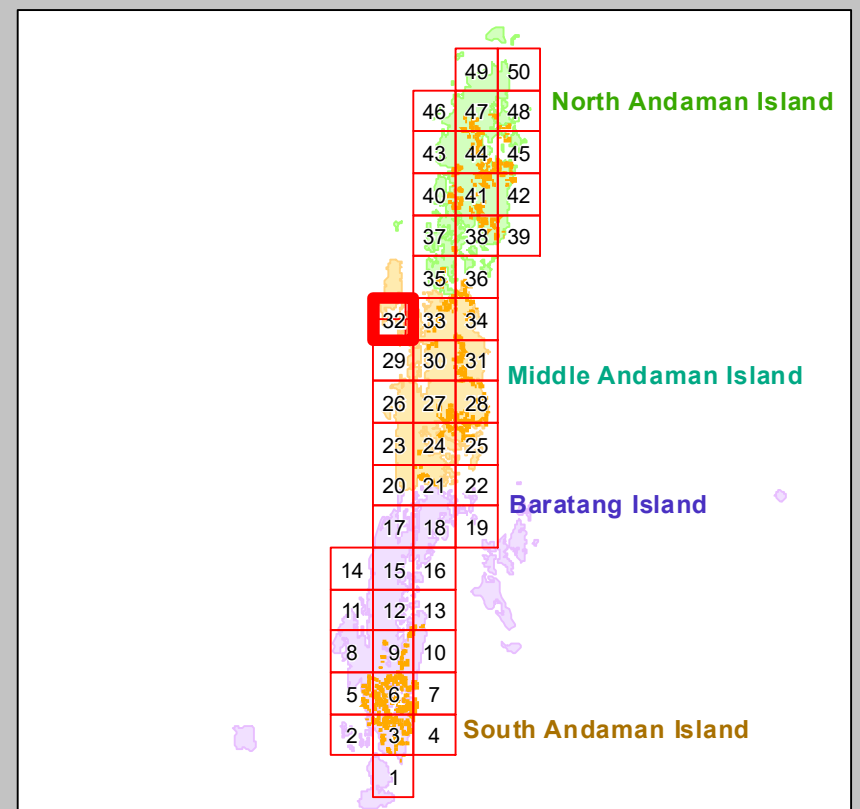 49 50
North Andaman Island
46 47 48
43 44 45
40 41 42
37 38 39
35 36
32 33 34
29 30 31
Middle Andaman Island
26 27 28
23 24 25
20 21 22
Baratang Island
17 18 19
14 15 16
11 12 13
8 9 10
5 6 7
2 3 4
South Andaman Island
1